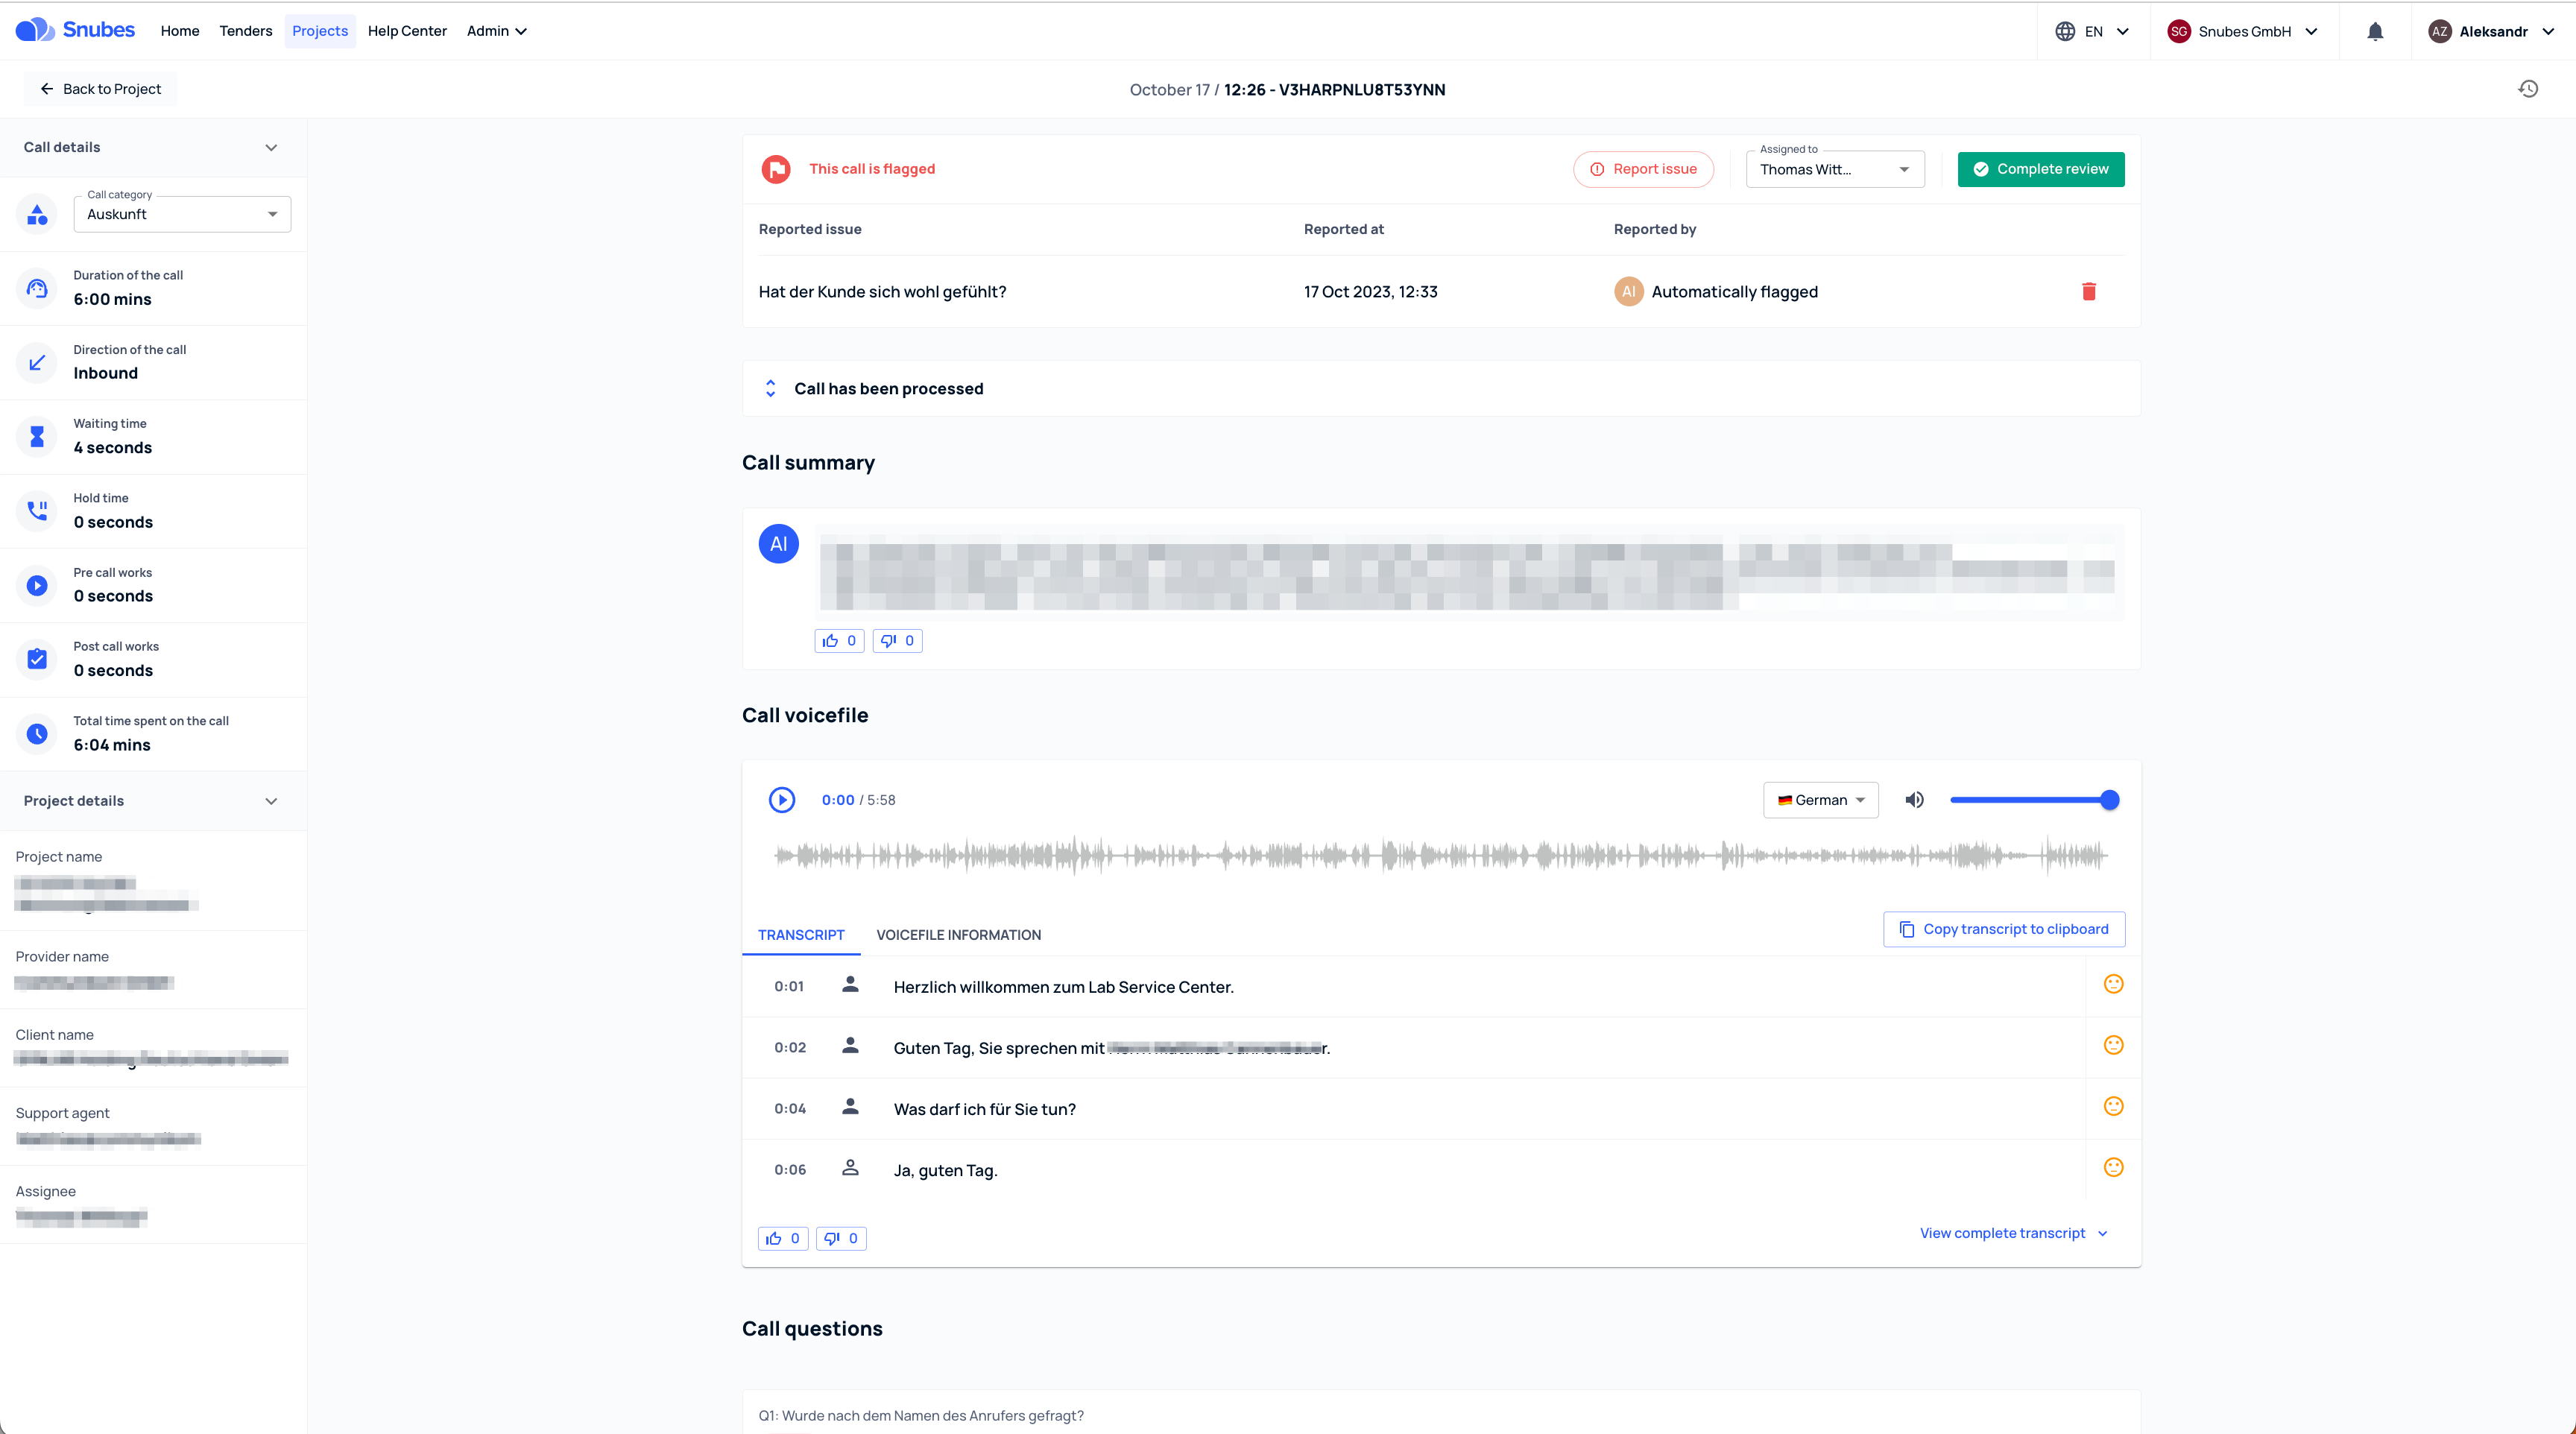 Snubes
Home
Tenders
Projects
Help Center
Admin
EN
SG
Snubes GmbH
AZ
Aleksandr
Back to Project
October 17 / 12:26 - V3HARPNLU8T53YNN
Call details
Call category
Auskunft
Duration of the call
6:00 mins
Direction of the call
Inbound
Waiting time
4 seconds
Hold time
0 seconds
Pre call works
0 seconds
Post call works
0 seconds
Total time spent on the call
6:04 mins
Project details
Project name
Provider name
Client name
Support agent
Assignee
This call is flagged
Report issue
Assigned to
Thomas Witt...
Complete review
Reported issue
Reported at
Reported by
Hat der Kunde sich wohl gefühlt?
17 Oct 2023, 12:33
AI
Automatically flagged
Call has been processed
Call summary
AI
0
0
Call voicefile
0:00 / 5:58
German
TRANSCRIPT
VOICEFILE INFORMATION
Copy transcript to clipboard
0:01
Herzlich willkommen zum Lab Service Center.
0:02
Guten Tag, Sie sprechen mit
0:04
Was darf ich für Sie tun?
0:06
Ja, guten Tag.
0
0
View complete transcript
Call questions
Q1: Wurde nach dem Namen des Anrufers gefragt?